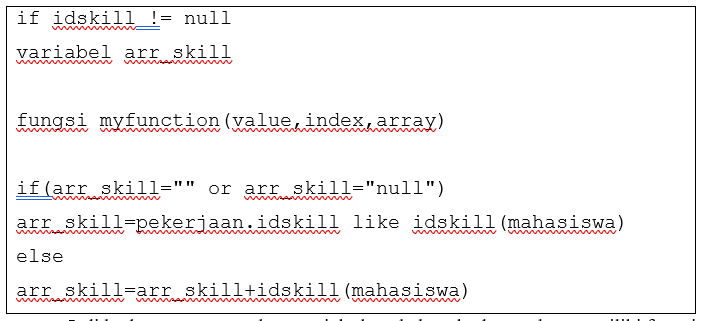 if idskill != null
variabel arr_skill
fungsi myfunction(value,index,array)
if(arr_skill="" or arr_skill="null")
arr_skill=pekerjaan.idskill like idskill(mahasiswa)
else
arr_skill=arr_skill+idskill(mahasiswa)